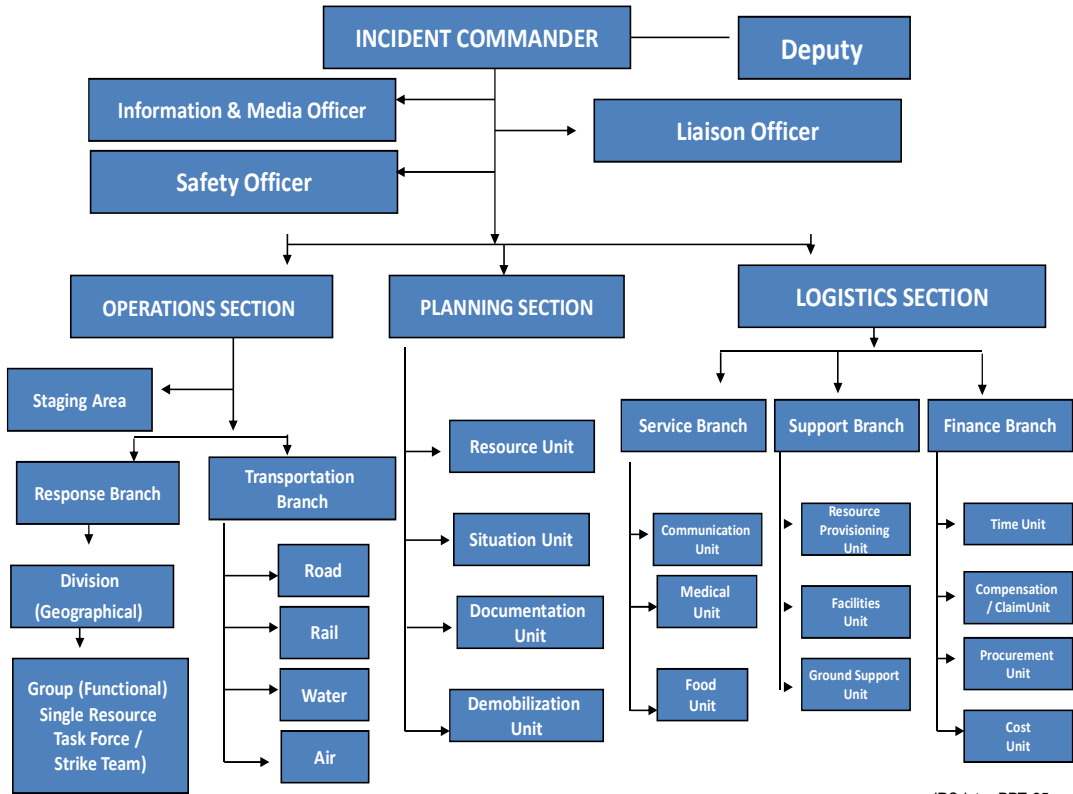 INCIDENT COMMANDER
Deputy
Information & Media Officer
Liaison Officer
Safety Officer
OPERATIONS SECTION
PLANNING SECTION
LOGISTICS SECTION
Staging Area
Service Branch
Support Branch
Finance Branch
Response Branch
Transportation
Branch
Resource Unit
Situation Unit
Documentation
Unit
Demobilization
Unit
Communication
Unit
Medical
Unit
Food
Unit
Resource
Provisioning
Unit
Facilities
Unit
Ground Support
Unit
Time Unit
Compensation
/ ClaimUnit
Procurement
Unit
Cost
Unit
Division
(Geographical)
Group (Functional)
Single Resource
Task Force /
Strike Team)
Road
Rail
Water
Air